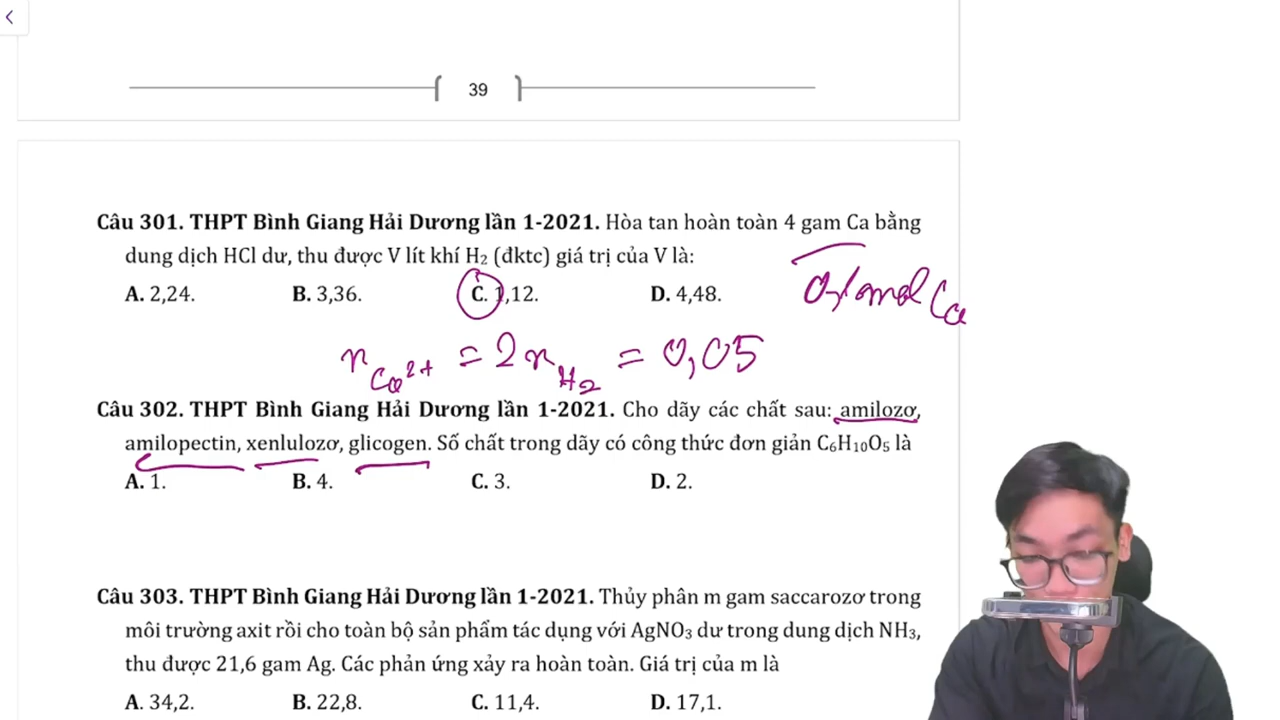 39
Câu 301. THPT Bình Giang Hải Dương lần 1-2021. Hòa tan hoàn toàn 4 gam Ca bằng
dung dịch HCl dư, thu được V lít khí H₂ (đktc) giá trị của V là:
A. 2,24. B. 3,36. C. 1,12. D. 4,48.
0,1 mol Ca
n Ca²⁺ = 2n H₂ = 0,05
Câu 302. THPT Bình Giang Hải Dương lần 1-2021. Cho dãy các chất sau: amilozơ,
amilopectin, xenlulozơ, glicogen. Số chất trong dãy có công thức đơn giản C₆H₁₀O₅ là
A. 1. B. 4. C. 3. D. 2.
Câu 303. THPT Bình Giang Hải Dương lần 1-2021. Thủy phân m gam saccarozơ trong
môi trường axit rồi cho toàn bộ sản phẩm tác dụng với AgNO₃ dư trong dung dịch NH₃,
thu được 21,6 gam Ag. Các phản ứng xảy ra hoàn toàn. Giá trị của m là
A. 34,2. B. 22,8. C. 11,4. D. 17,1.